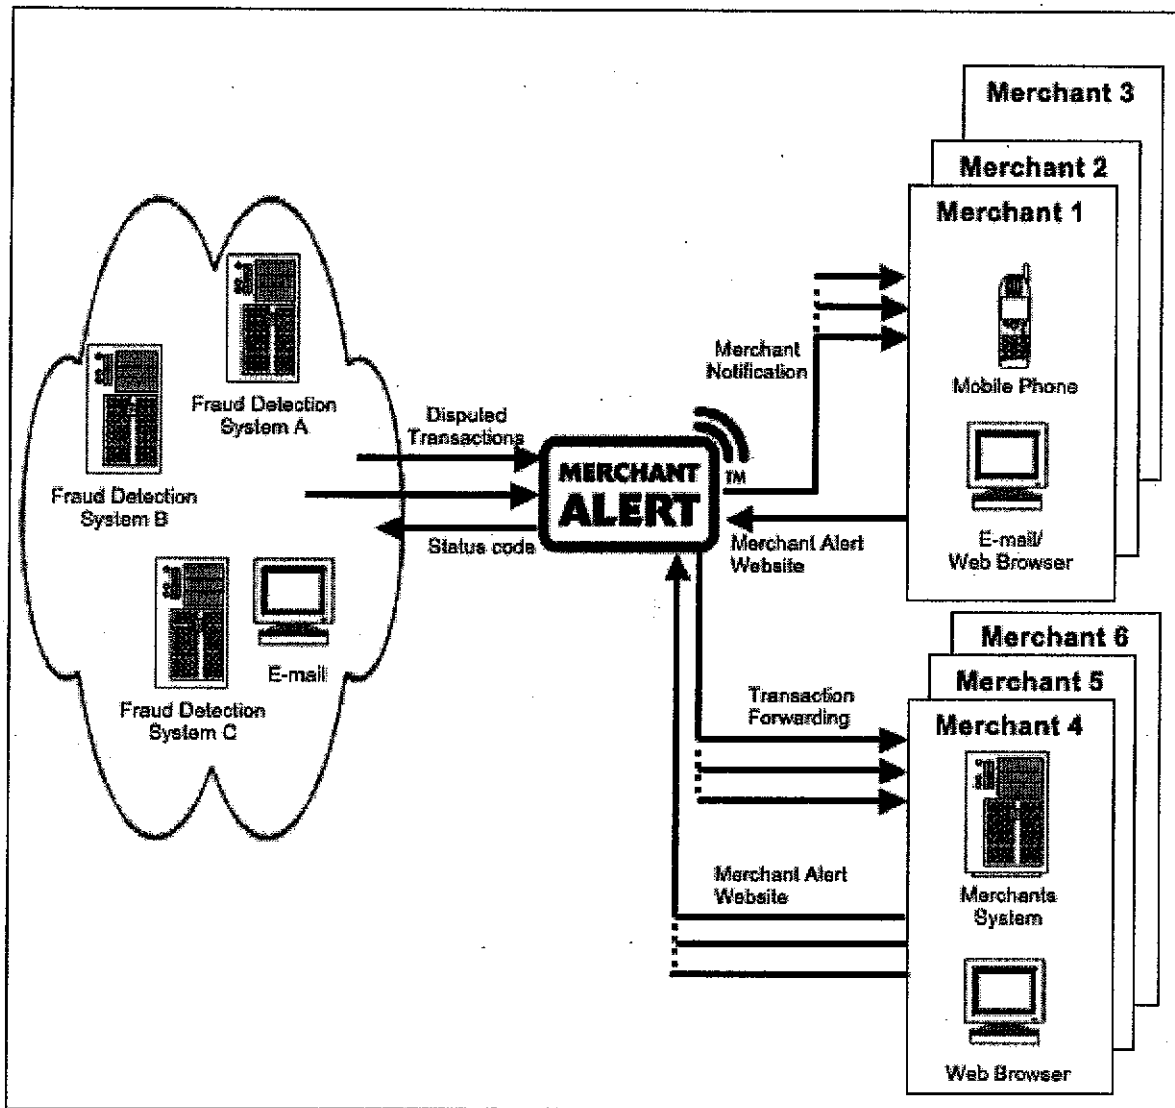 Merchant 3
Merchant 2
Merchant 1
Mobile Phone
E-mail/
Web Browser
Fraud Detection
System A
Fraud Detection
System B
Fraud Detection
System C
E-mail
Disputed
Transactions
Status code
MERCHANT
ALERT
TM
Merchant
Notification
Merchant Alert
Website
Merchant 6
Merchant 5
Merchant 4
Merchants
System
Web Browser
Transaction
Forwarding
Merchant Alert
Website